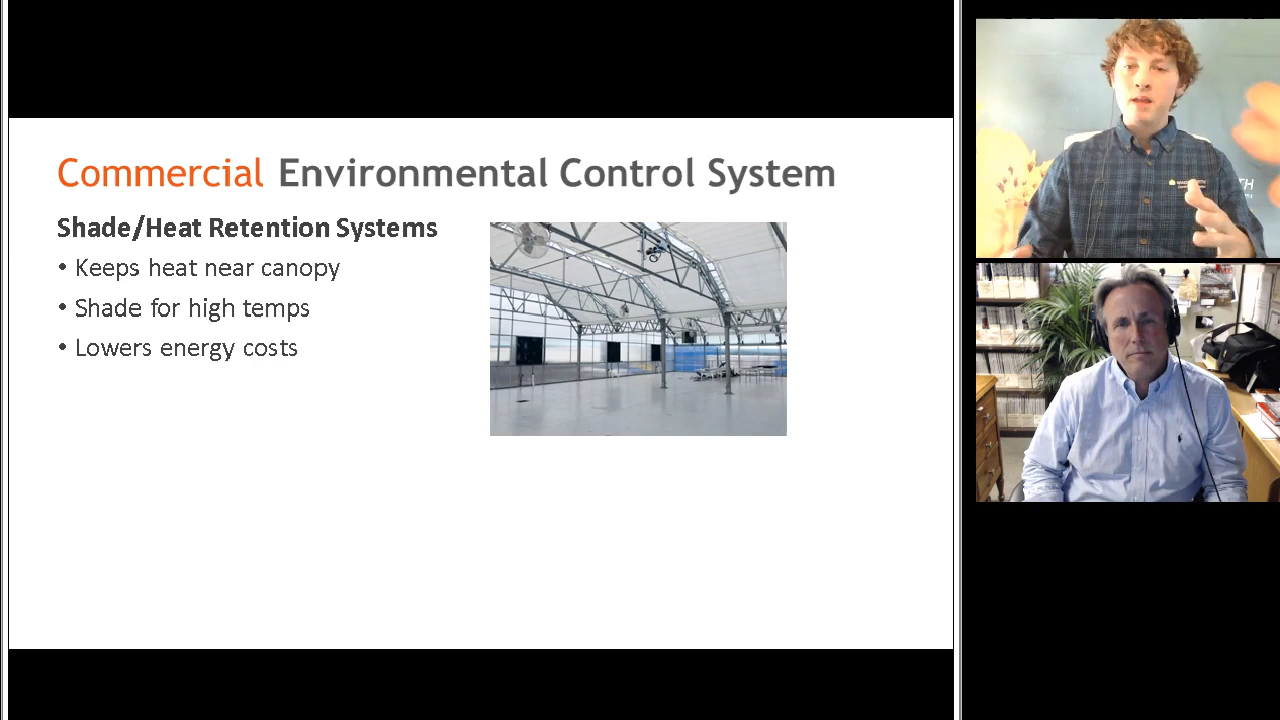 Commercial Environmental Control System
Shade/Heat Retention Systems
• Keeps heat near canopy
• Shade for high temps
• Lowers energy costs